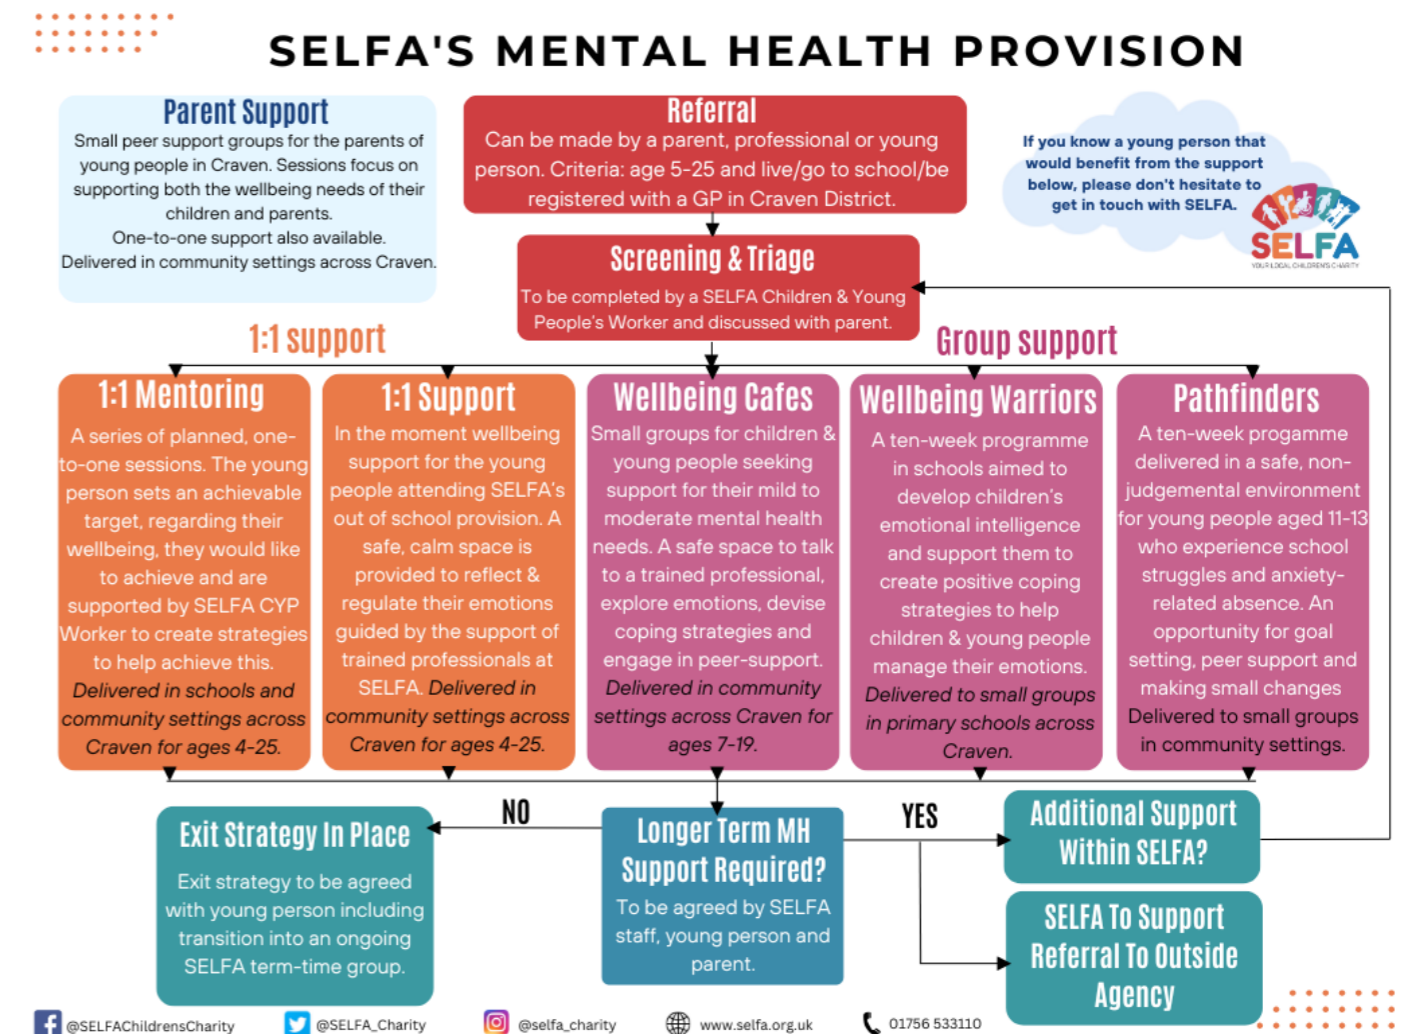 SELFA'S MENTAL HEALTH PROVISION
Parent Support
Small peer support groups for the parents of
young people in Craven. Sessions focus on
supporting both the wellbeing needs of their
children and parents.
One-to-one support also available.
Delivered in community settings across Craven.
Referral
Can be made by a parent, professional or young
person. Criteria: age 5-25 and live/go to school/be
registered with a GP in Craven District.
If you know a young person that
would benefit from the support
below, please don't hesitate to
get in touch with SELFA.
SELFA
YOUR LOCAL CHILDREN'S CHARITY
Screening & Triage
To be completed by a SELFA Children & Young
People's Worker and discussed with parent.
1:1 support
Group support
1:1 Mentoring
A series of planned, one-
to-one sessions. The young
person sets an achievable
target, regarding their
wellbeing, they would like
to achieve and are
supported by SELFA CYP
Worker to create strategies
to help achieve this.
Delivered in schools and
community settings across
Craven for ages 4-25.
1:1 Support
In the moment wellbeing
support for the young
people attending SELFA's
out of school provision. A
safe, calm space is
provided to reflect &
regulate their emotions
guided by the support of
trained professionals at
SELFA. Delivered in
community settings across
Craven for ages 4-25.
Wellbeing Cafes
Small groups for children &
young people seeking
support for their mild to
moderate mental health
needs. A safe space to talk
to a trained professional,
explore emotions, devise
coping strategies and
engage in peer-support.
Delivered in community
settings across Craven for
ages 7-19.
Wellbeing Warriors
A ten-week programme
in schools aimed to
develop children's
emotional intelligence
and support them to
create positive coping
strategies to help
children & young people
manage their emotions.
Delivered to small groups
in primary schools across
Craven.
Pathfinders
A ten-week progamme
delivered in a safe, non-
judgemental environment
for young people aged 11-13
who experience school
struggles and anxiety-
related absence. An
opportunity for goal
setting, peer support and
making small changes
Delivered to small groups
in community settings.
Exit Strategy In Place
Exit strategy to be agreed
with young person including
transition into an ongoing
SELFA term-time group.
NO
Longer Term MH
Support Required?
To be agreed by SELFA
staff, young person and
parent.
YES
Additional Support
Within SELFA?
SELFA To Support
Referral To Outside
Agency
@SELFAChildrensCharity
@SELFA_Charity
@selfa_charity
www.selfa.org.uk
01756 533110